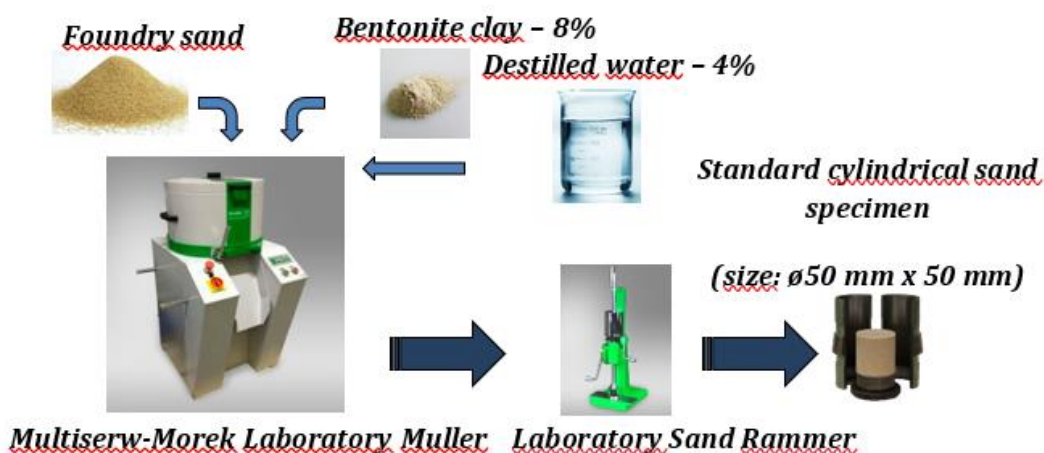 Foundry sand
Bentonite clay – 8%
Destilled water – 4%
Standard cylindrical sand
specimen
(size: ø50 mm x 50 mm)
Multiserw-Morek Laboratory Muller
Laboratory Sand Rammer